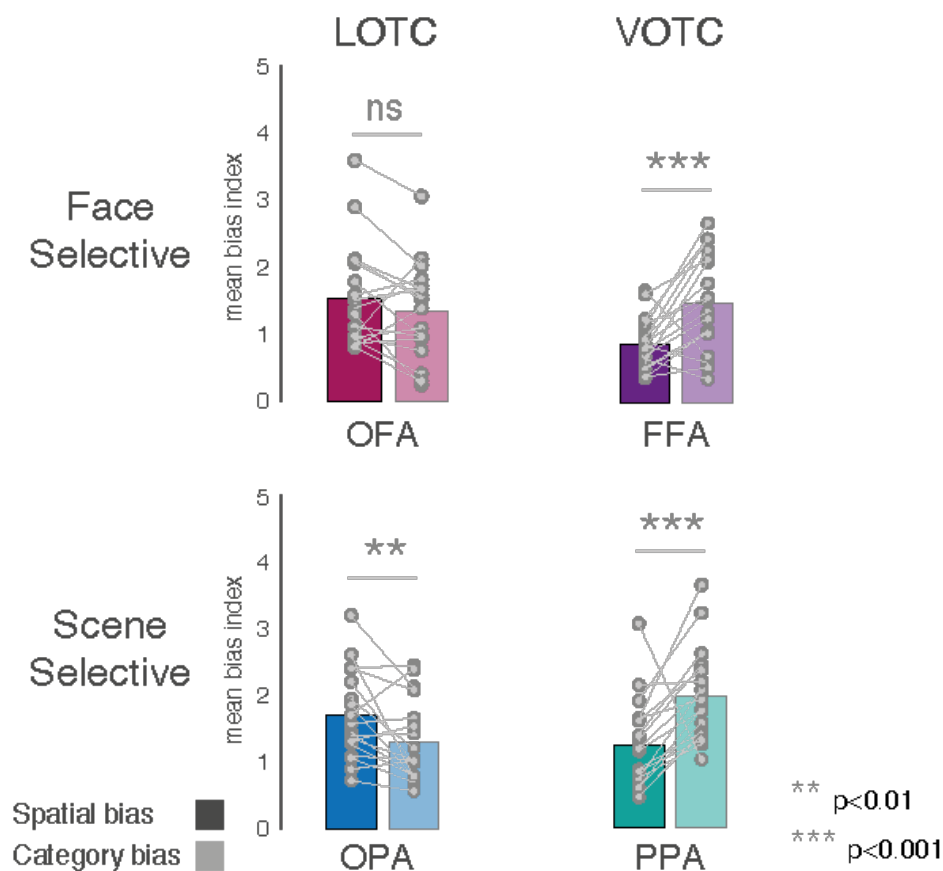 LOTC
VOTC
Face
Selective
mean bias index
5
4
3
2
1
0
ns
***
OFA
FFA
Scene
Selective
mean bias index
5
4
3
2
1
0
**
***
OPA
PPA
Spatial bias
Category bias
** p<0.01
*** p<0.001